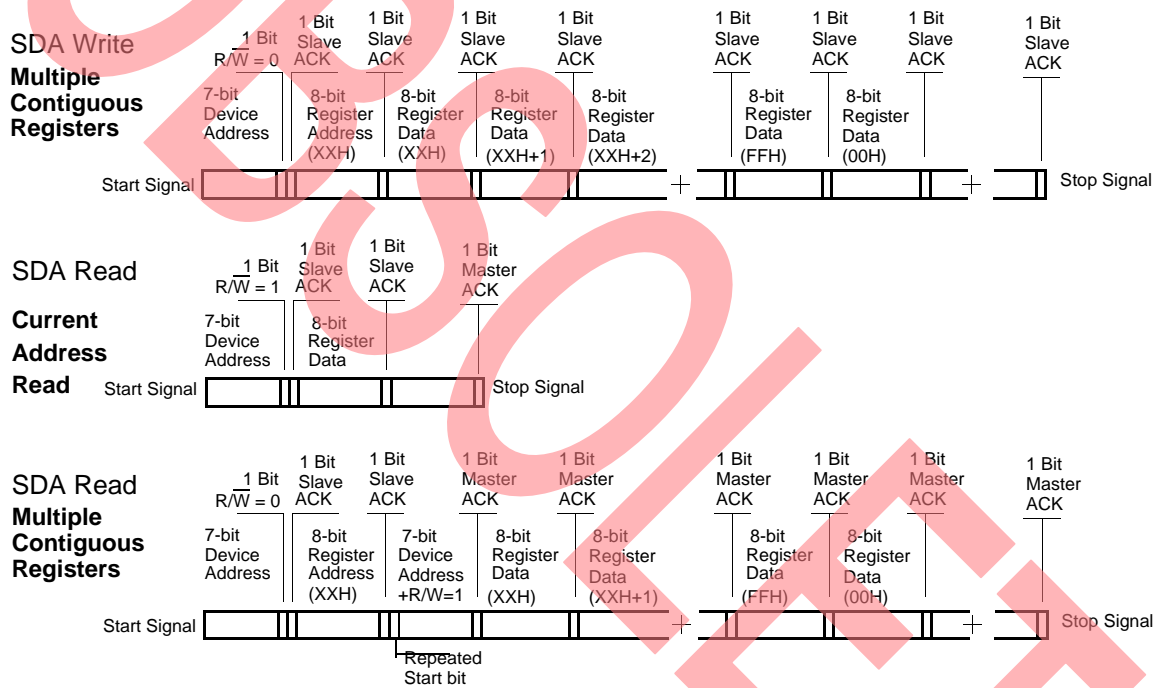 SDA Write
Multiple
Contiguous
Registers
1 Bit
R/W = 0
1 Bit
Slave
ACK
1 Bit
Slave
ACK
1 Bit
Slave
ACK
1 Bit
Slave
ACK
1 Bit
Slave
ACK
1 Bit
Slave
ACK
1 Bit
Slave
ACK
1 Bit
Slave
ACK
7-bit
Device
Address
8-bit
Register
Address
(XXH)
8-bit
Register
Data
(XXH)
8-bit
Register
Data
(XXH+1)
8-bit
Register
Data
(XXH+2)
8-bit
Register
Data
(FFH)
8-bit
Register
Data
(00H)
Start Signal
Stop Signal
SDA Read
Current
Address
Read
1 Bit
R/W = 1
1 Bit
Slave
ACK
1 Bit
Slave
ACK
1 Bit
Master
ACK
7-bit
Device
Address
8-bit
Register
Data
Start Signal
Stop Signal
SDA Read
Multiple
Contiguous
Registers
1 Bit
R/W = 0
1 Bit
Slave
ACK
1 Bit
Slave
ACK
1 Bit
Master
ACK
1 Bit
Master
ACK
1 Bit
Master
ACK
1 Bit
Master
ACK
1 Bit
Master
ACK
1 Bit
Master
ACK
7-bit
Device
Address
8-bit
Register
Address
(XXH)
7-bit
Device
Address
+R/W=1
8-bit
Register
Data
(XXH)
8-bit
Register
Data
(XXH+1)
8-bit
Register
Data
(FFH)
8-bit
Register
Data
(00H)
Start Signal
Stop Signal
Repeated
Start bit